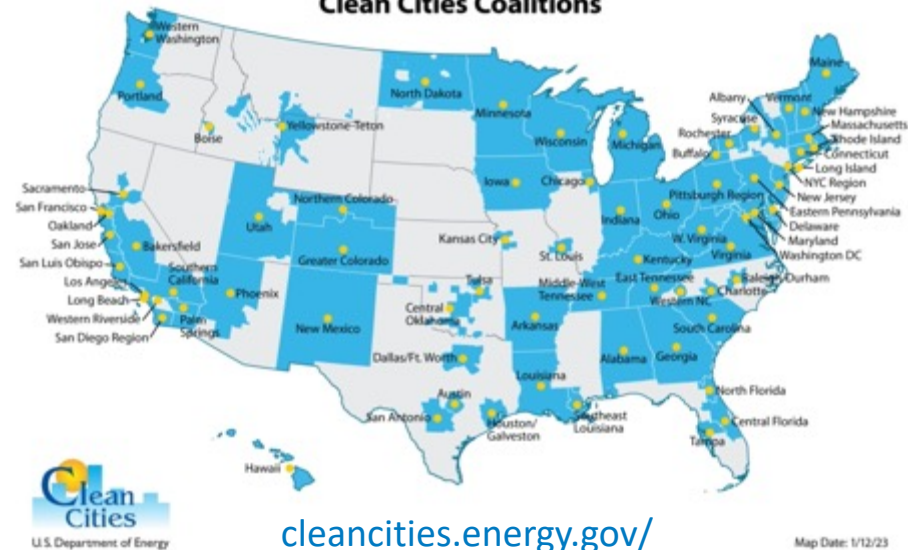 Clean Cities Coalitions
Western
Washington
Portland
Boise
Yellowstone-Teton
North Dakota
Minnesota
Wisconsin
Michigan
Iowa
Chicago
Indiana
Ohio
Pittsburgh Region
Maine
Albany
Vermont
New Hampshire
Syracuse
Massachusetts
Rochester
Rhode Island
Buffalo
Connecticut
Long Island
NYC Region
New Jersey
Eastern Pennsylvania
Delaware
Maryland
Washington DC
Sacramento
San Francisco
Oakland
San Jose
San Luis Obispo
Los Angeles
Long Beach
Western Riverside
San Diego Region
Bakersfield
Southern
California
Palm
Springs
Utah
Northern Colorado
Greater Colorado
Phoenix
New Mexico
Kansas City
St. Louis
Tulsa
Central
Oklahoma
Arkansas
Kentucky
W. Virginia
Virginia
Middle-West
Tennessee
East Tennessee
Western NC
Raleigh-Durham
Charlotte
South Carolina
Georgia
Alabama
Louisiana
Southeast
Louisiana
Dallas/Ft. Worth
Austin
San Antonio
Houston/
Galveston
North Florida
Central Florida
Tampa
Hawaii
Clean
Cities
U.S. Department of Energy
cleancities.energy.gov/
Map Date: 1/12/23